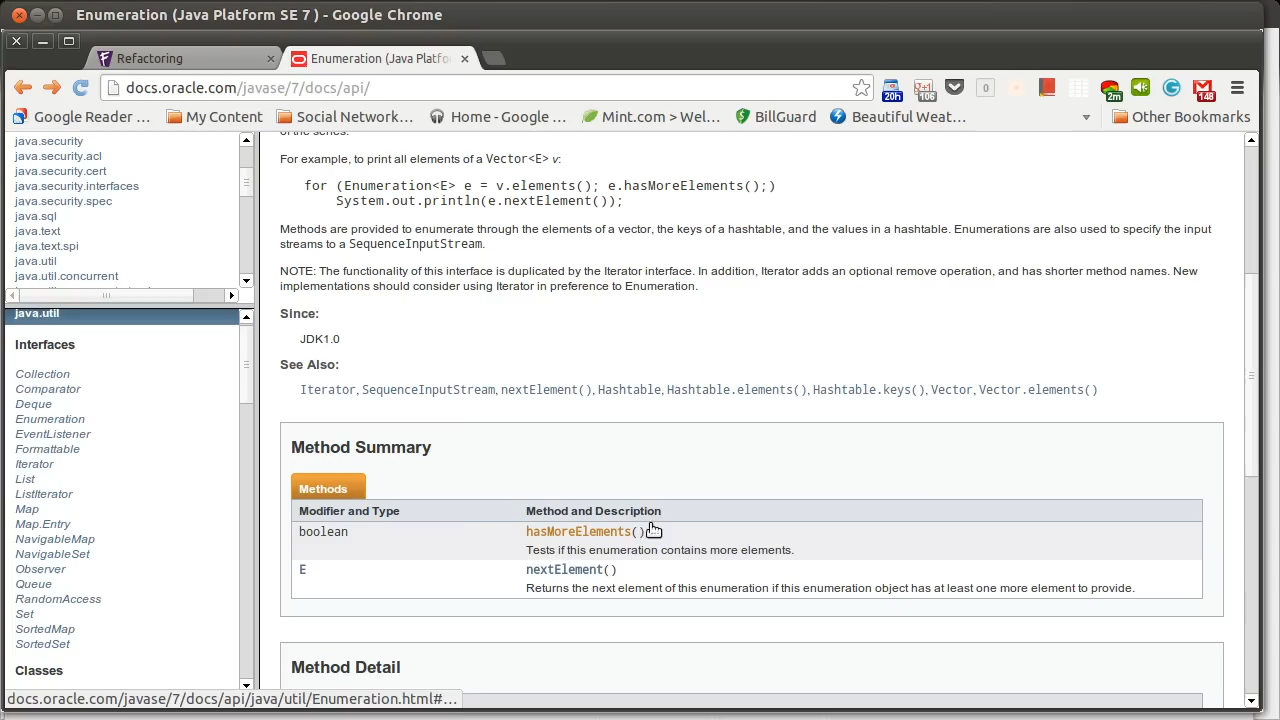 Enumeration (Java Platform SE 7 ) - Google Chrome
Refactoring
Enumeration (Java Platfo
docs.oracle.com/javase/7/docs/api/
20h
106
0
2m
148
Google Reader ...
My Content
Social Network...
Home - Google ...
Mint.com > Wel...
BillGuard
Beautiful Weat...
Other Bookmarks
java.security
java.security.acl
java.security.cert
java.security.interfaces
java.security.spec
java.sql
java.text
java.text.spi
java.util
java.util.concurrent
java.util
Interfaces
Collection
Comparator
Deque
Enumeration
EventListener
Formattable
Iterator
List
ListIterator
Map
Map.Entry
NavigableMap
NavigableSet
Observer
Queue
RandomAccess
Set
SortedMap
SortedSet
Classes
of the series.
For example, to print all elements of a Vector<E> v:
for (Enumeration<E> e = v.elements(); e.hasMoreElements();)
System.out.println(e.nextElement());
Methods are provided to enumerate through the elements of a vector, the keys of a hashtable, and the values in a hashtable. Enumerations are also used to specify the input
streams to a SequenceInputStream.
NOTE: The functionality of this interface is duplicated by the Iterator interface. In addition, Iterator adds an optional remove operation, and has shorter method names. New
implementations should consider using Iterator in preference to Enumeration.
Since:
JDK1.0
See Also:
Iterator, SequenceInputStream, nextElement(), Hashtable, Hashtable.elements(), Hashtable.keys(), Vector, Vector.elements()
Method Summary
Methods
Modifier and Type Method and Description
boolean hasMoreElements()
Tests if this enumeration contains more elements.
E nextElement()
Returns the next element of this enumeration if this enumeration object has at least one more element to provide.
Method Detail
docs.oracle.com/javase/7/docs/api/java/util/Enumeration.html#...